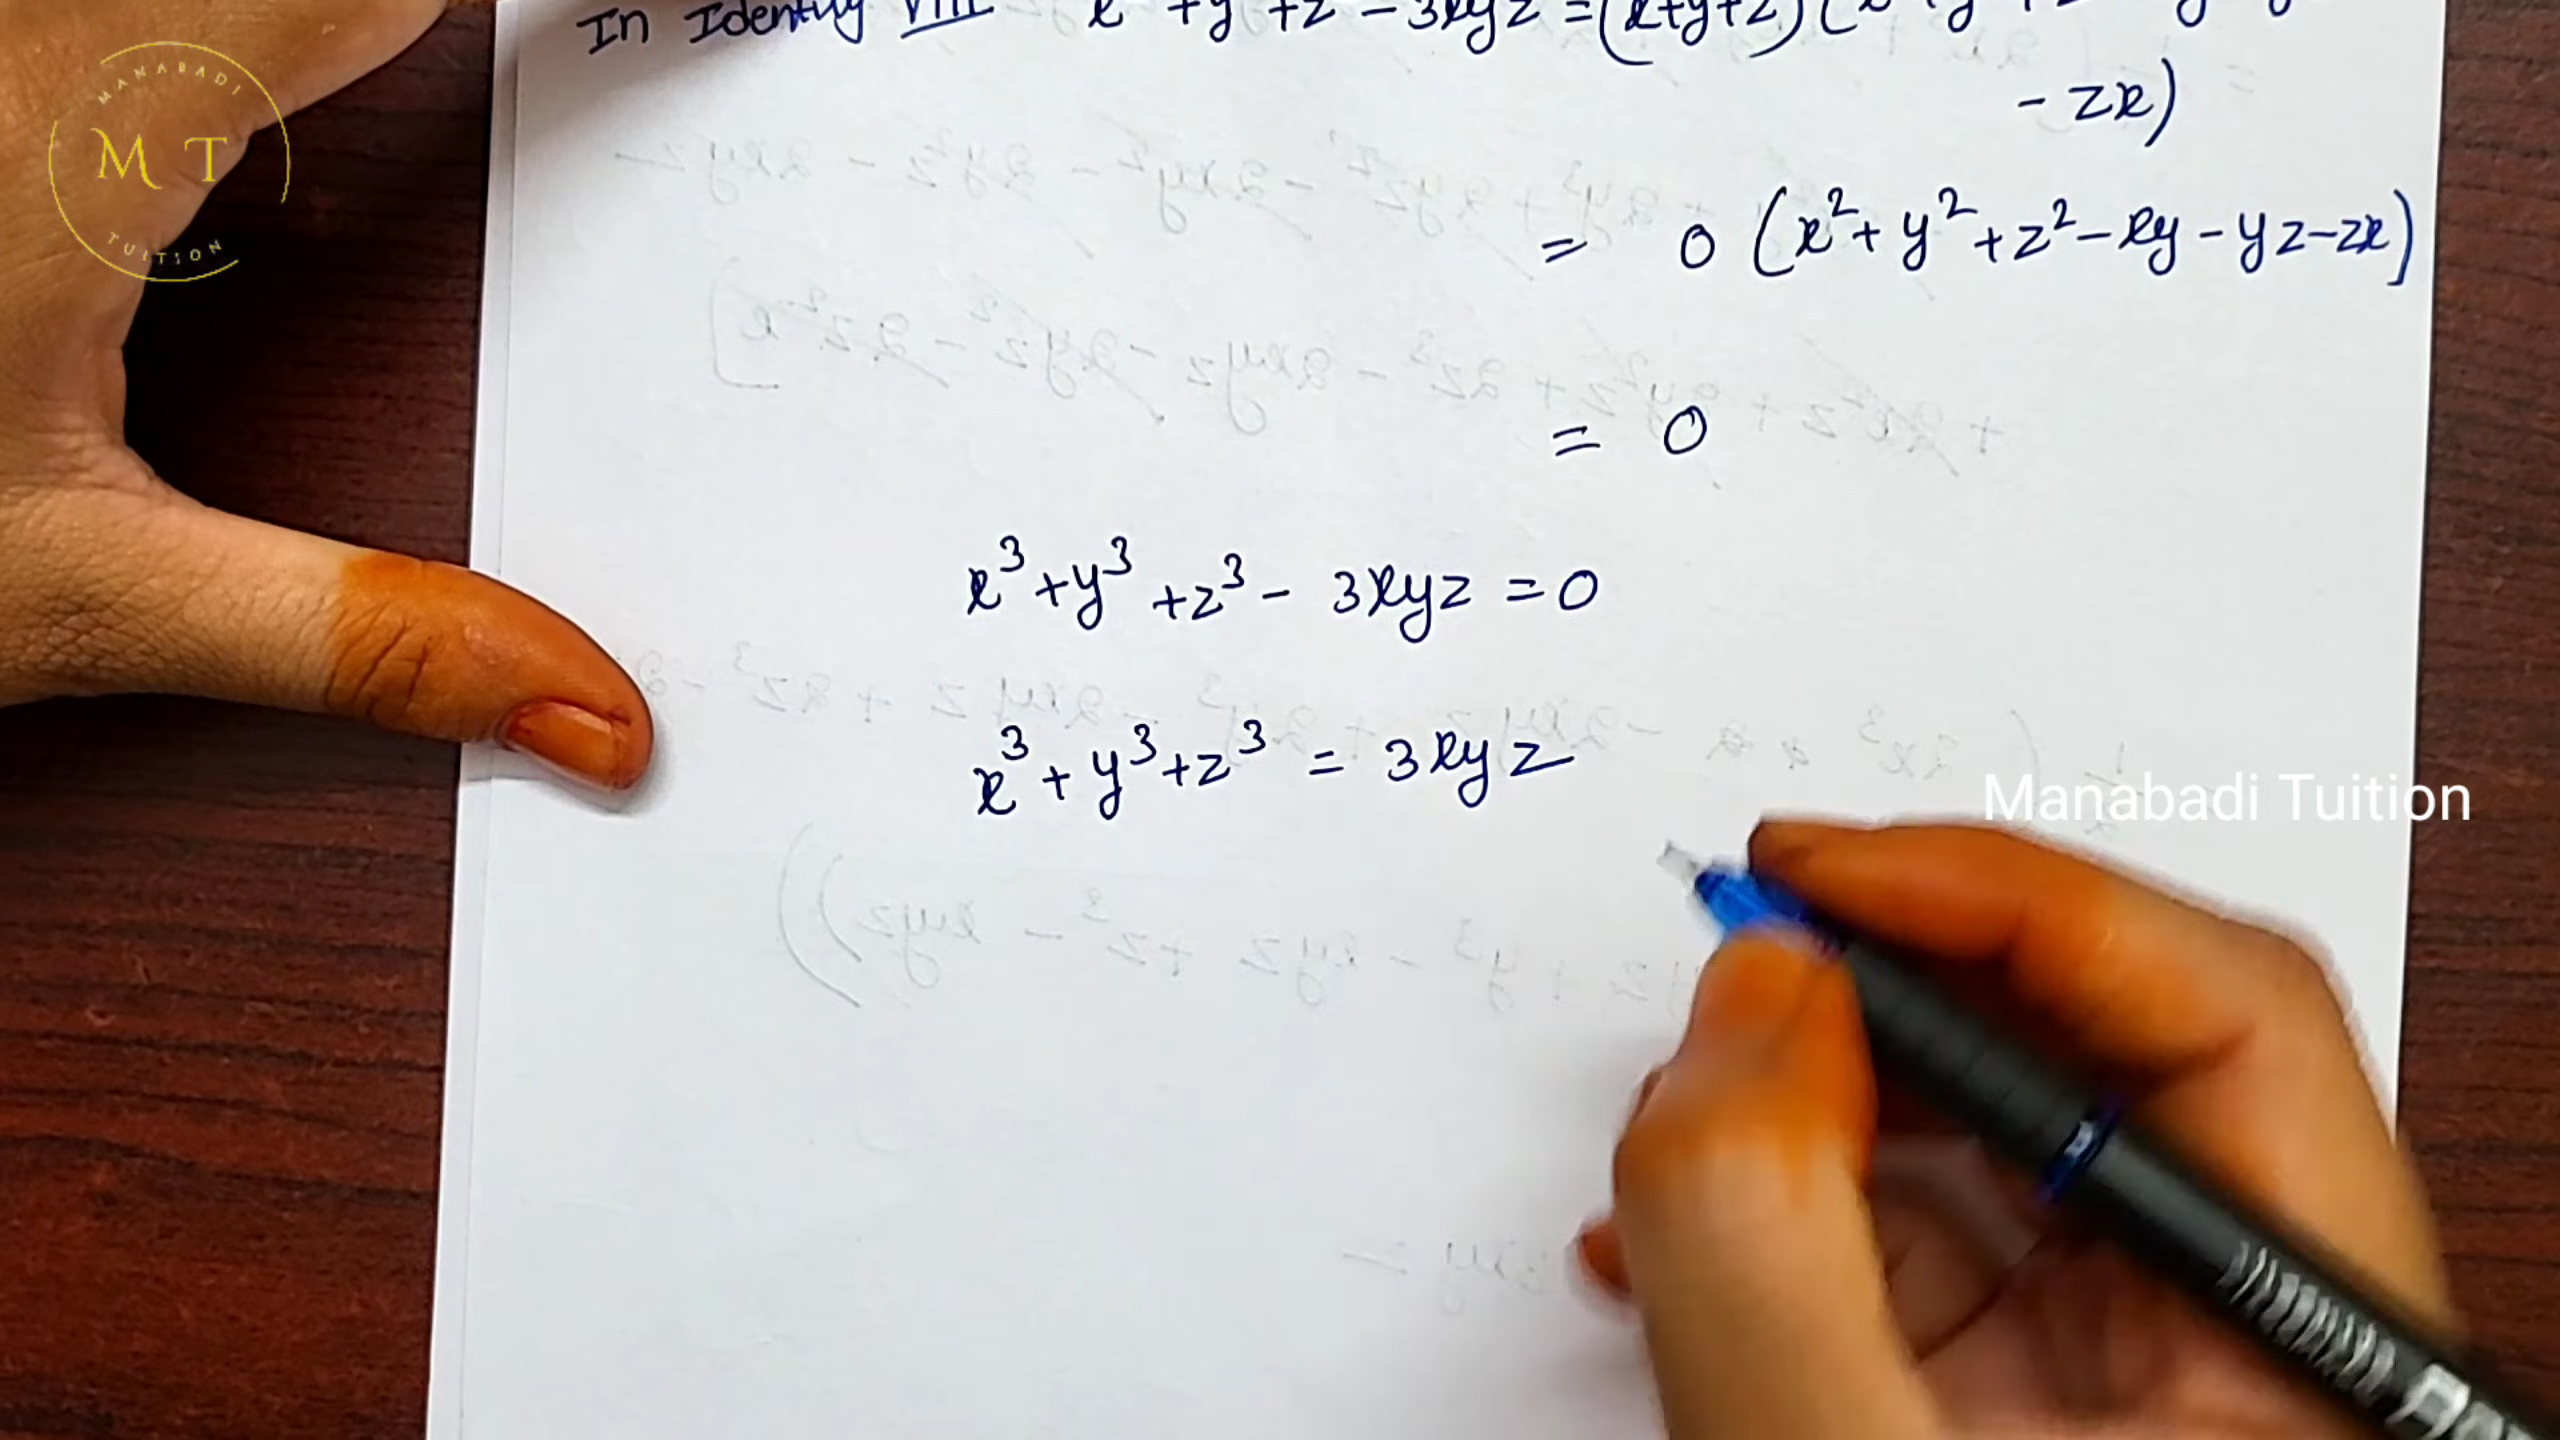 MANABADI
M T
TUITION
In Identity VIII x + y + z - 3xyz = (x+y+z) (
- zx)
= 0 (x² + y² + z² - xy - yz - zx)
= 0
x³ + y³ + z³ - 3xyz = 0
x³ + y³ + z³ = 3xyz
Manabadi Tuition